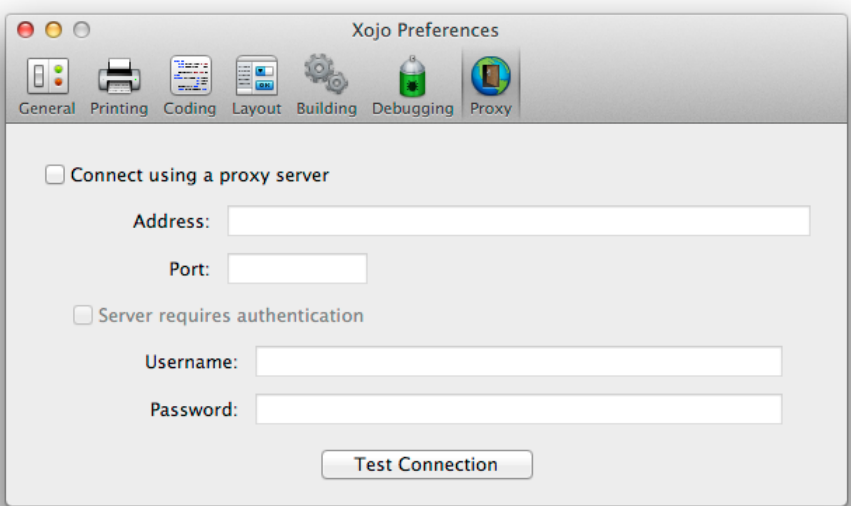 Xojo Preferences
General Printing Coding Layout Building Debugging Proxy
Connect using a proxy server
Address:
Port:
Server requires authentication
Username:
Password:
Test Connection